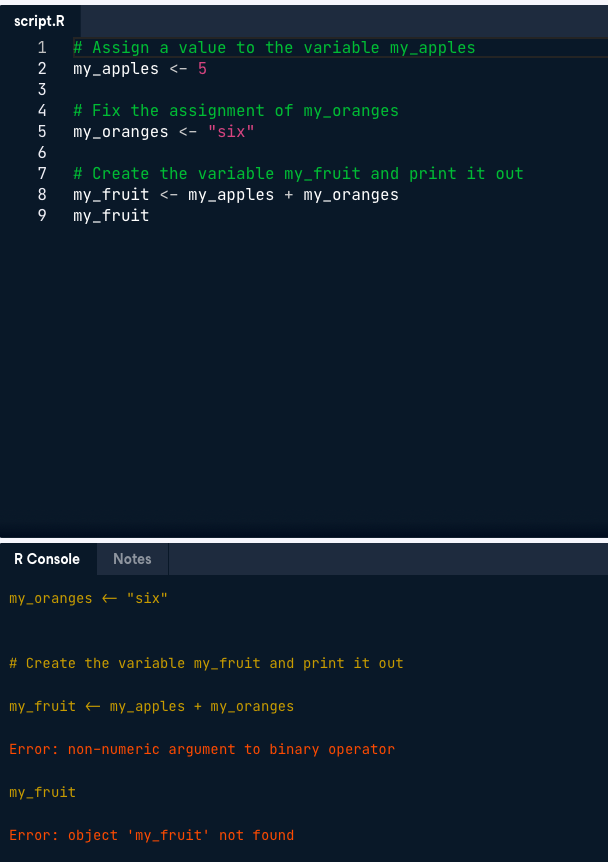 script.R
1 # Assign a value to the variable my_apples
2 my_apples <- 5
3
4 # Fix the assignment of my_oranges
5 my_oranges <- "six"
6
7 # Create the variable my_fruit and print it out
8 my_fruit <- my_apples + my_oranges
9 my_fruit
R Console Notes
my_oranges <- "six"
# Create the variable my_fruit and print it out
my_fruit <- my_apples + my_oranges
Error: non-numeric argument to binary operator
my_fruit
Error: object 'my_fruit' not found